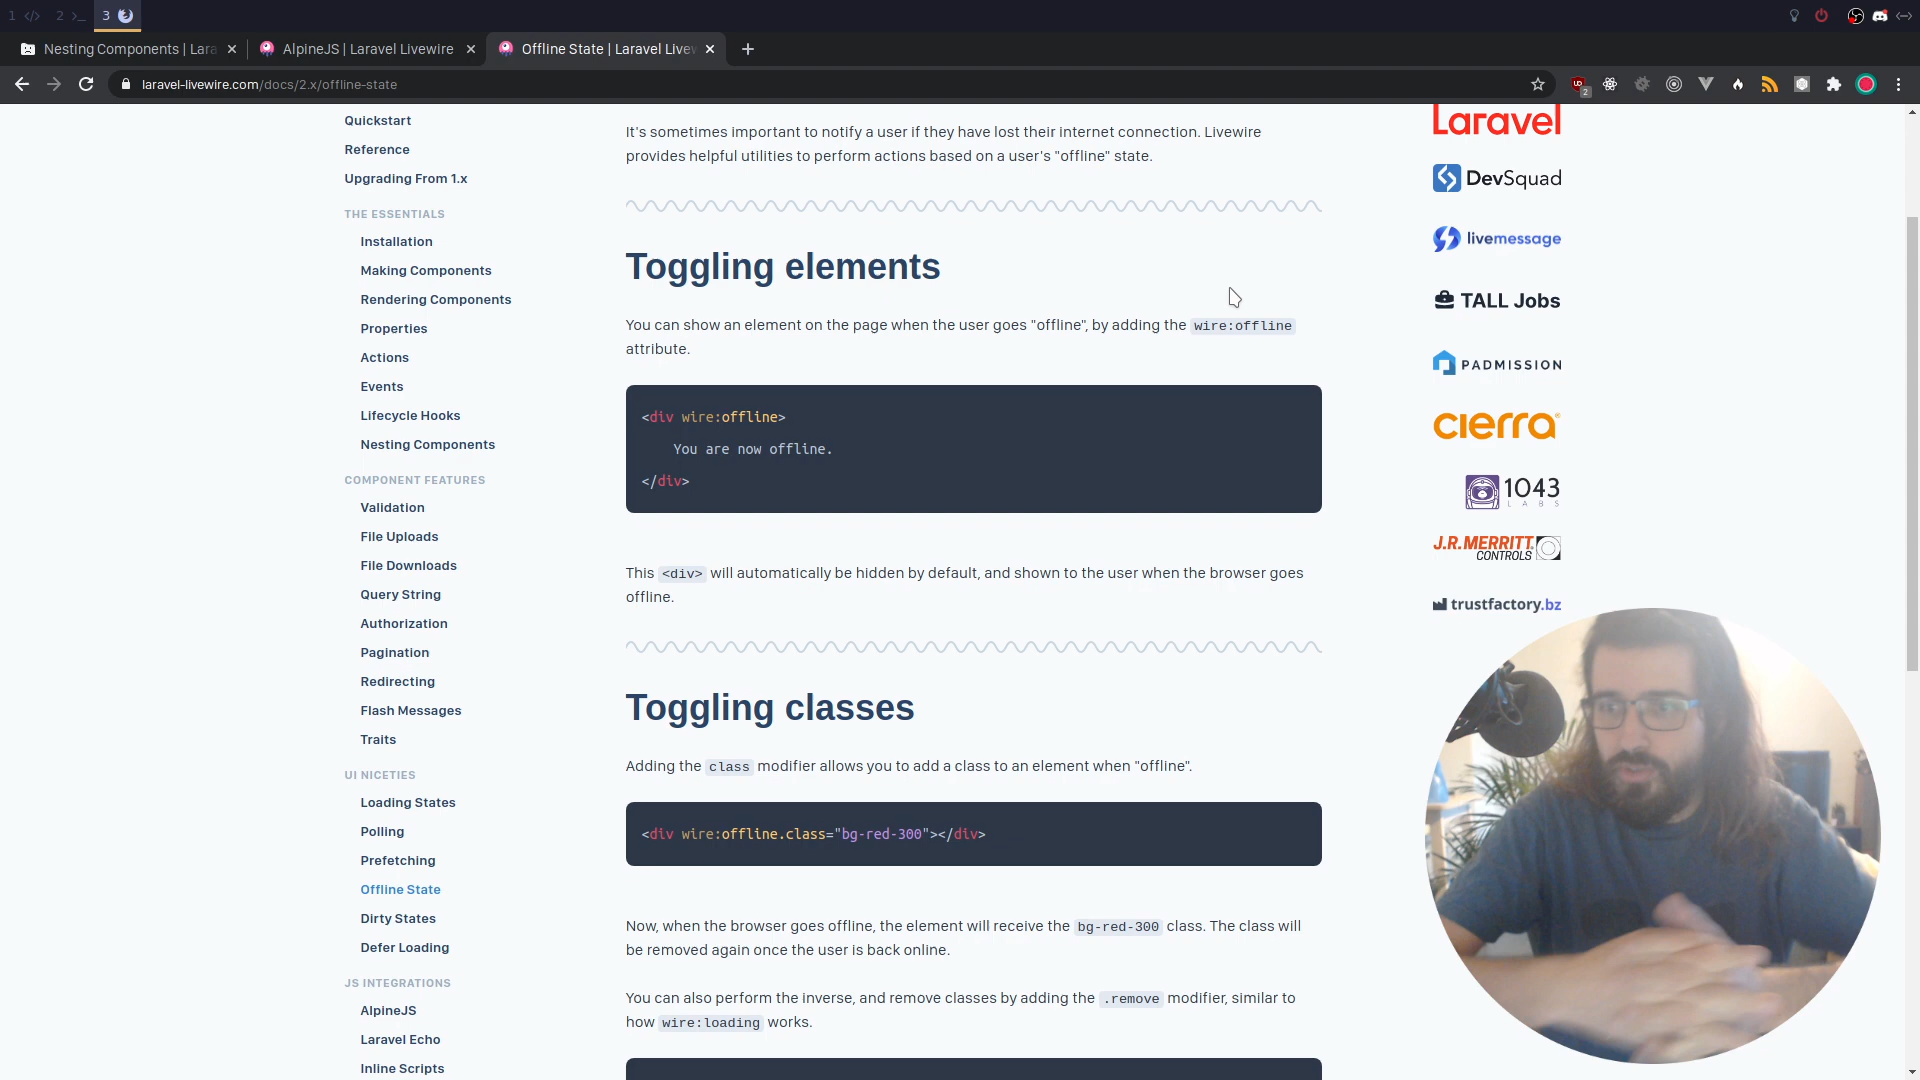 1 </> 2 >_ 3
Nesting Components | Lara
AlpineJS | Laravel Livewire
Offline State | Laravel Livew
laravel-livewire.com/docs/2.x/offline-state
2
Quickstart
Reference
Upgrading From 1.x
THE ESSENTIALS
Installation
Making Components
Rendering Components
Properties
Actions
Events
Lifecycle Hooks
Nesting Components
COMPONENT FEATURES
Validation
File Uploads
File Downloads
Query String
Authorization
Pagination
Redirecting
Flash Messages
Traits
UI NICETIES
Loading States
Polling
Prefetching
Offline State
Dirty States
Defer Loading
JS INTEGRATIONS
AlpineJS
Laravel Echo
Inline Scripts
It's sometimes important to notify a user if they have lost their internet connection. Livewire
provides helpful utilities to perform actions based on a user's "offline" state.
Toggling elements
You can show an element on the page when the user goes "offline", by adding the wire:offline
attribute.
<div wire:offline>
You are now offline.
</div>
This <div> will automatically be hidden by default, and shown to the user when the browser goes
offline.
Toggling classes
Adding the class modifier allows you to add a class to an element when "offline".
<div wire:offline.class="bg-red-300"></div>
Now, when the browser goes offline, the element will receive the bg-red-300 class. The class will
be removed again once the user is back online.
You can also perform the inverse, and remove classes by adding the .remove modifier, similar to
how wire:loading works.
Laravel
DevSquad
livemessage
TALL Jobs
PADMISSION
cierra
1043
LABS
J.R.MERRITT
CONTROLS
trustfactory.bz